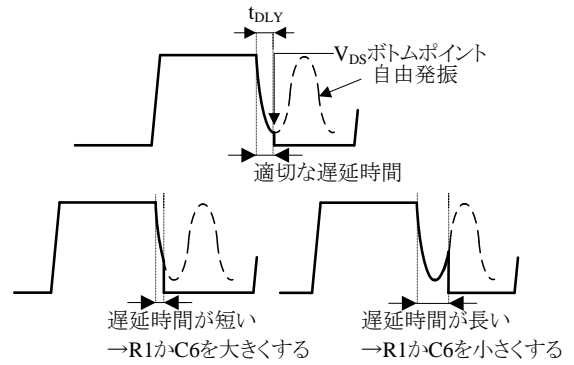 tDLY
VDSボトムポイント
自由発振
適切な遅延時間
遅延時間が短い
→R1かC6を大きくする
遅延時間が長い
→R1かC6を小さくする